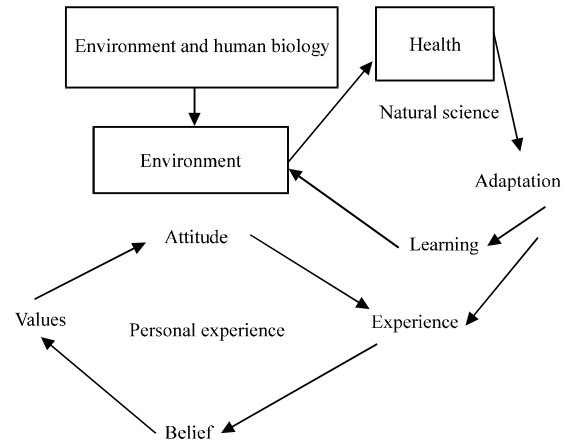 Environment and human biology
Health
Natural science
Environment
Adaptation
Attitude
Learning
Values
Personal experience
Experience
Belief